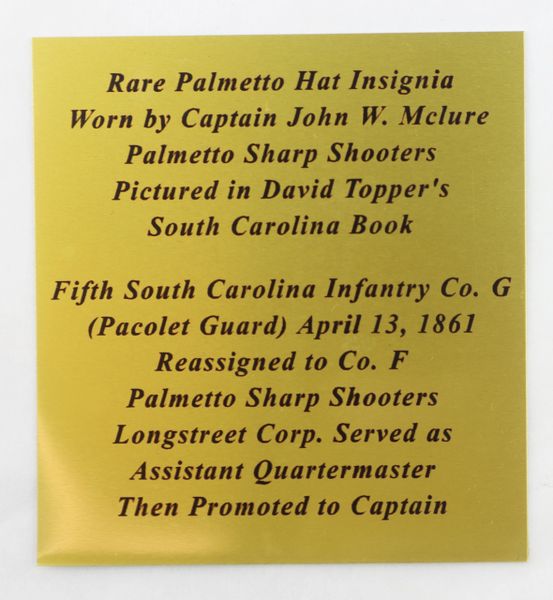 Rare Palmetto Hat Insignia
Worn by Captain John W. Mclure
Palmetto Sharp Shooters
Pictured in David Topper's
South Carolina Book
Fifth South Carolina Infantry Co. G
(Pacolet Guard) April 13, 1861
Reassigned to Co. F
Palmetto Sharp Shooters
Longstreet Corp. Served as
Assistant Quartermaster
Then Promoted to Captain